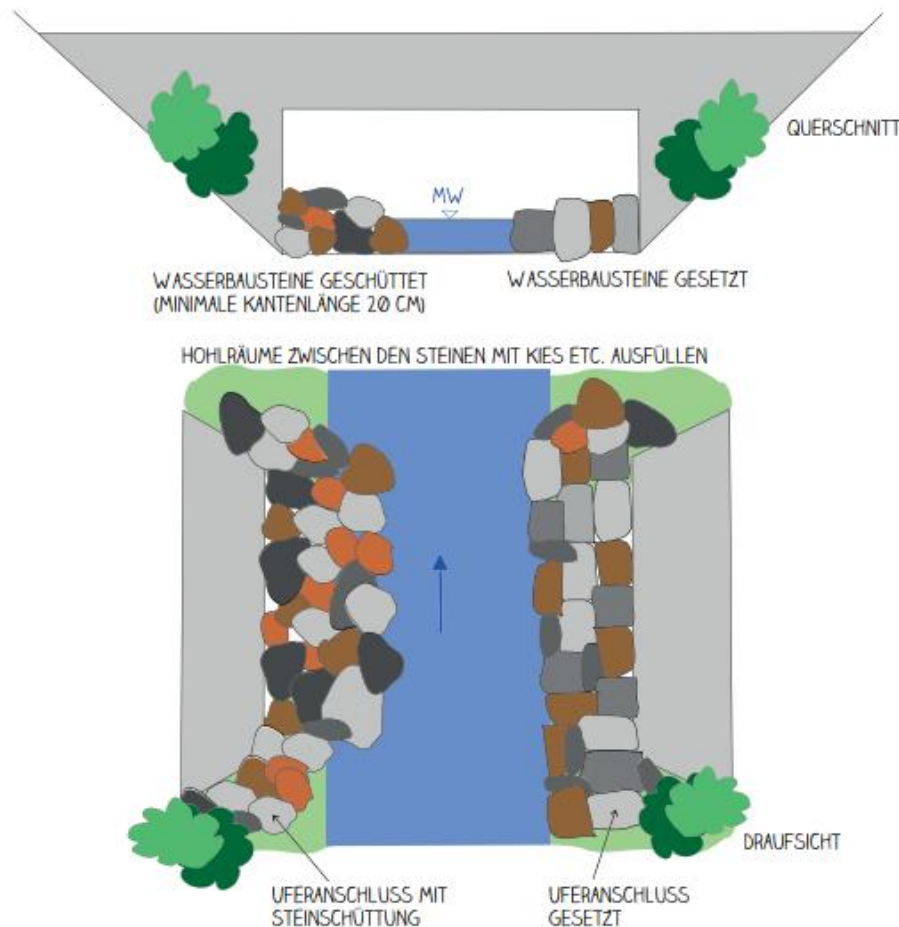 QUERSCHNITT
MW
WASSERBAUSTEINE GESCHÜTTET
(MINIMALE KANTENLÄNGE 20 CM)
WASSERBAUSTEINE GESETZT
HOHLRÄUME ZWISCHEN DEN STEINEN MIT KIES ETC. AUSFÜLLEN
DRAUFSICHT
UFERANSCHLUSS MIT
STEINSCHÜTTUNG
UFERANSCHLUSS
GESETZT